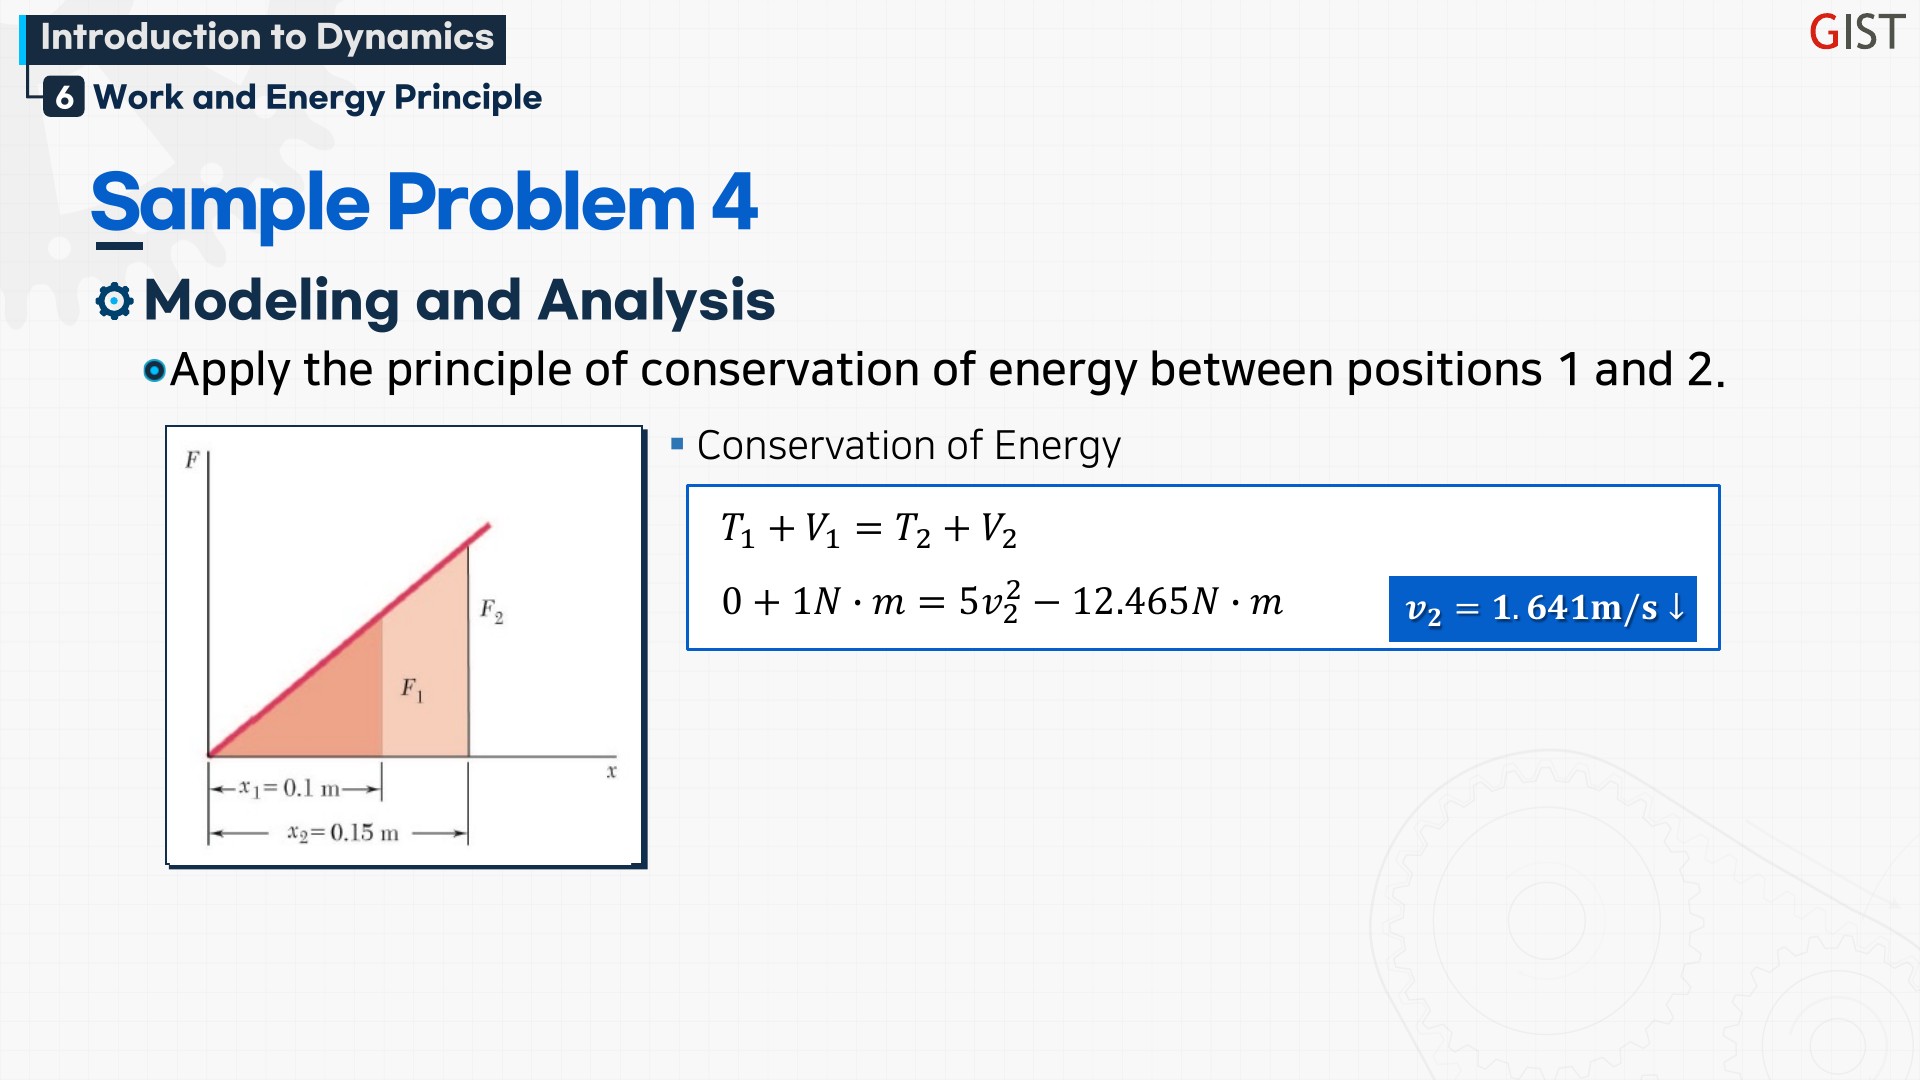 Introduction to Dynamics
GIST
6 Work and Energy Principle
Sample Problem 4
Modeling and Analysis
Apply the principle of conservation of energy between positions 1 and 2.
Conservation of Energy
T₁ + V₁ = T₂ + V₂
0 + 1N · m = 5v₂² − 12.465N · m
v₂ = 1.641m/s ↓
F
F₂
F₁
x
x₁= 0.1 m
x₂= 0.15 m